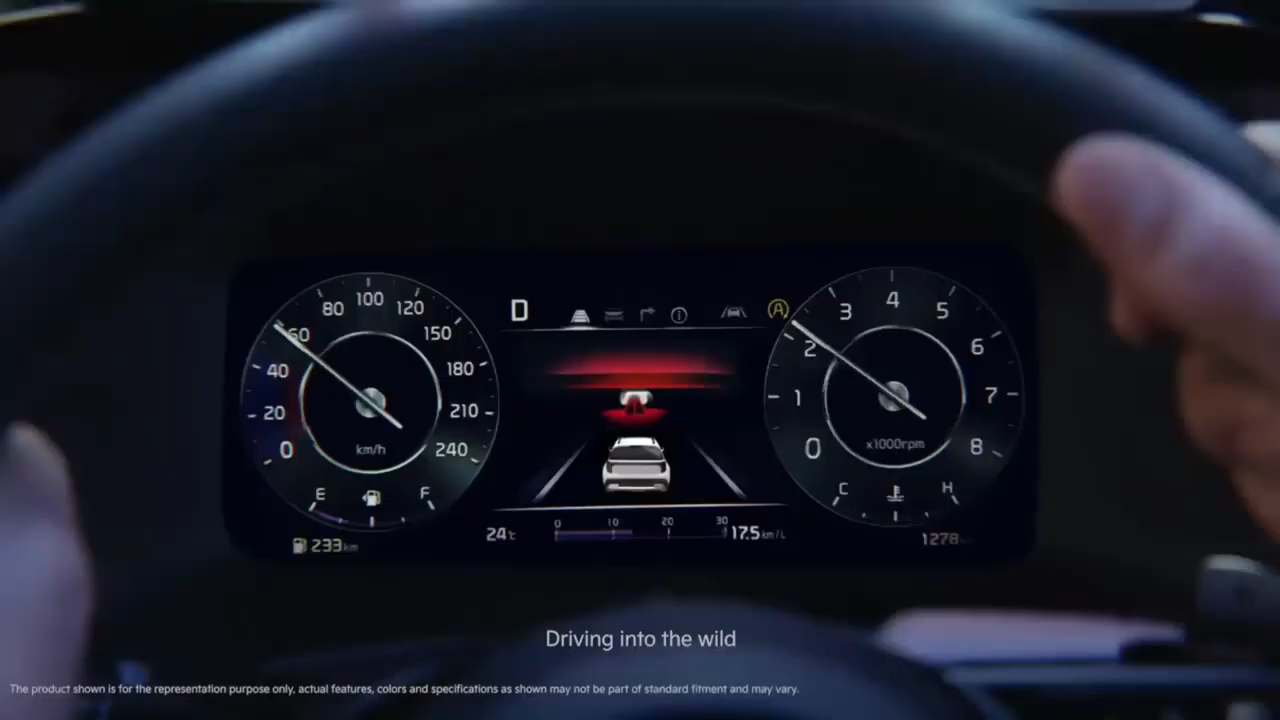 80 100 120
60 150
40 180
20 210
0 240
km/h
E F
233km
D
24°c
0 10 20 30
17.5 km/L
3 4 5
2 6
1 7
0 8
x1000rpm
C H
1278
Driving into the wild
The product shown is for the representation purpose only, actual features, colors and specifications as shown may not be part of standard fitment and may vary.